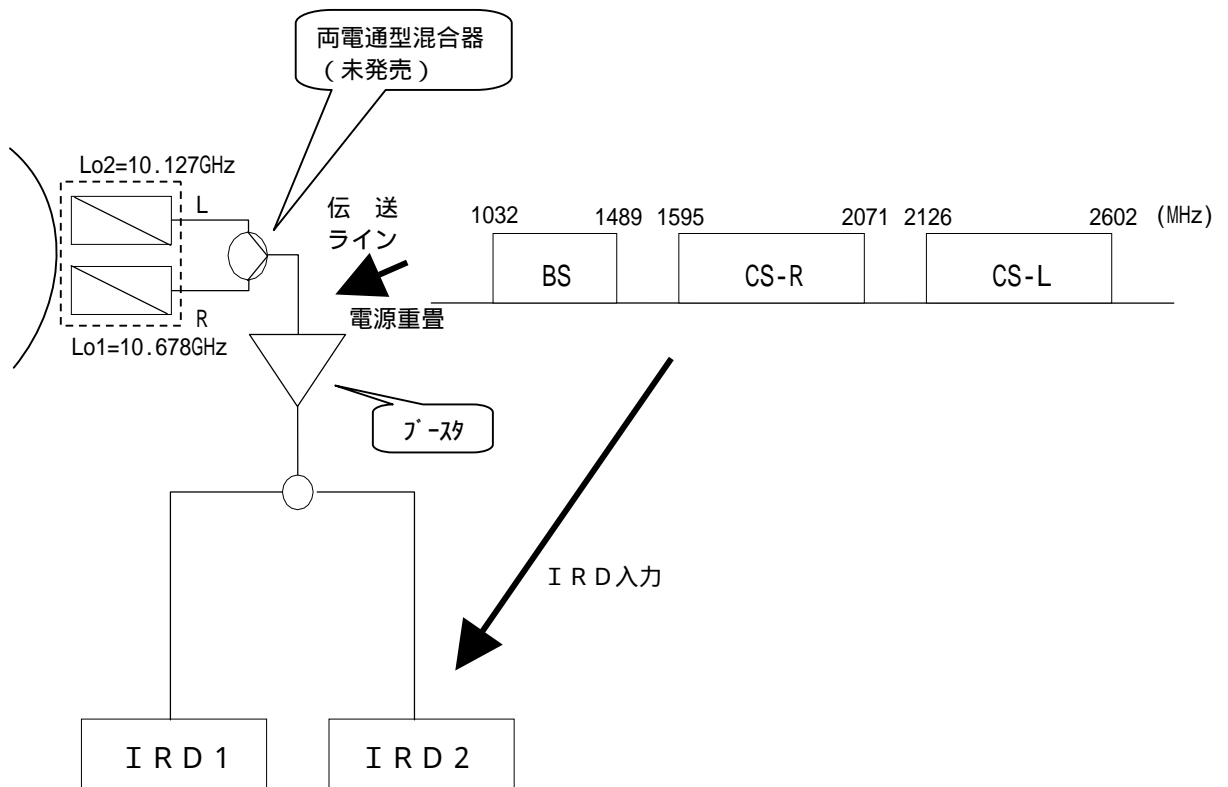 両電通型混合器
(未発売)
Lo2=10.127GHz
L
R
Lo1=10.678GHz
伝 送
ライン
電源重畳
1032 1489 1595 2071 2126 2602 (MHz)
BS CS-R CS-L
ブースタ
IRD入力
IRD1 IRD2